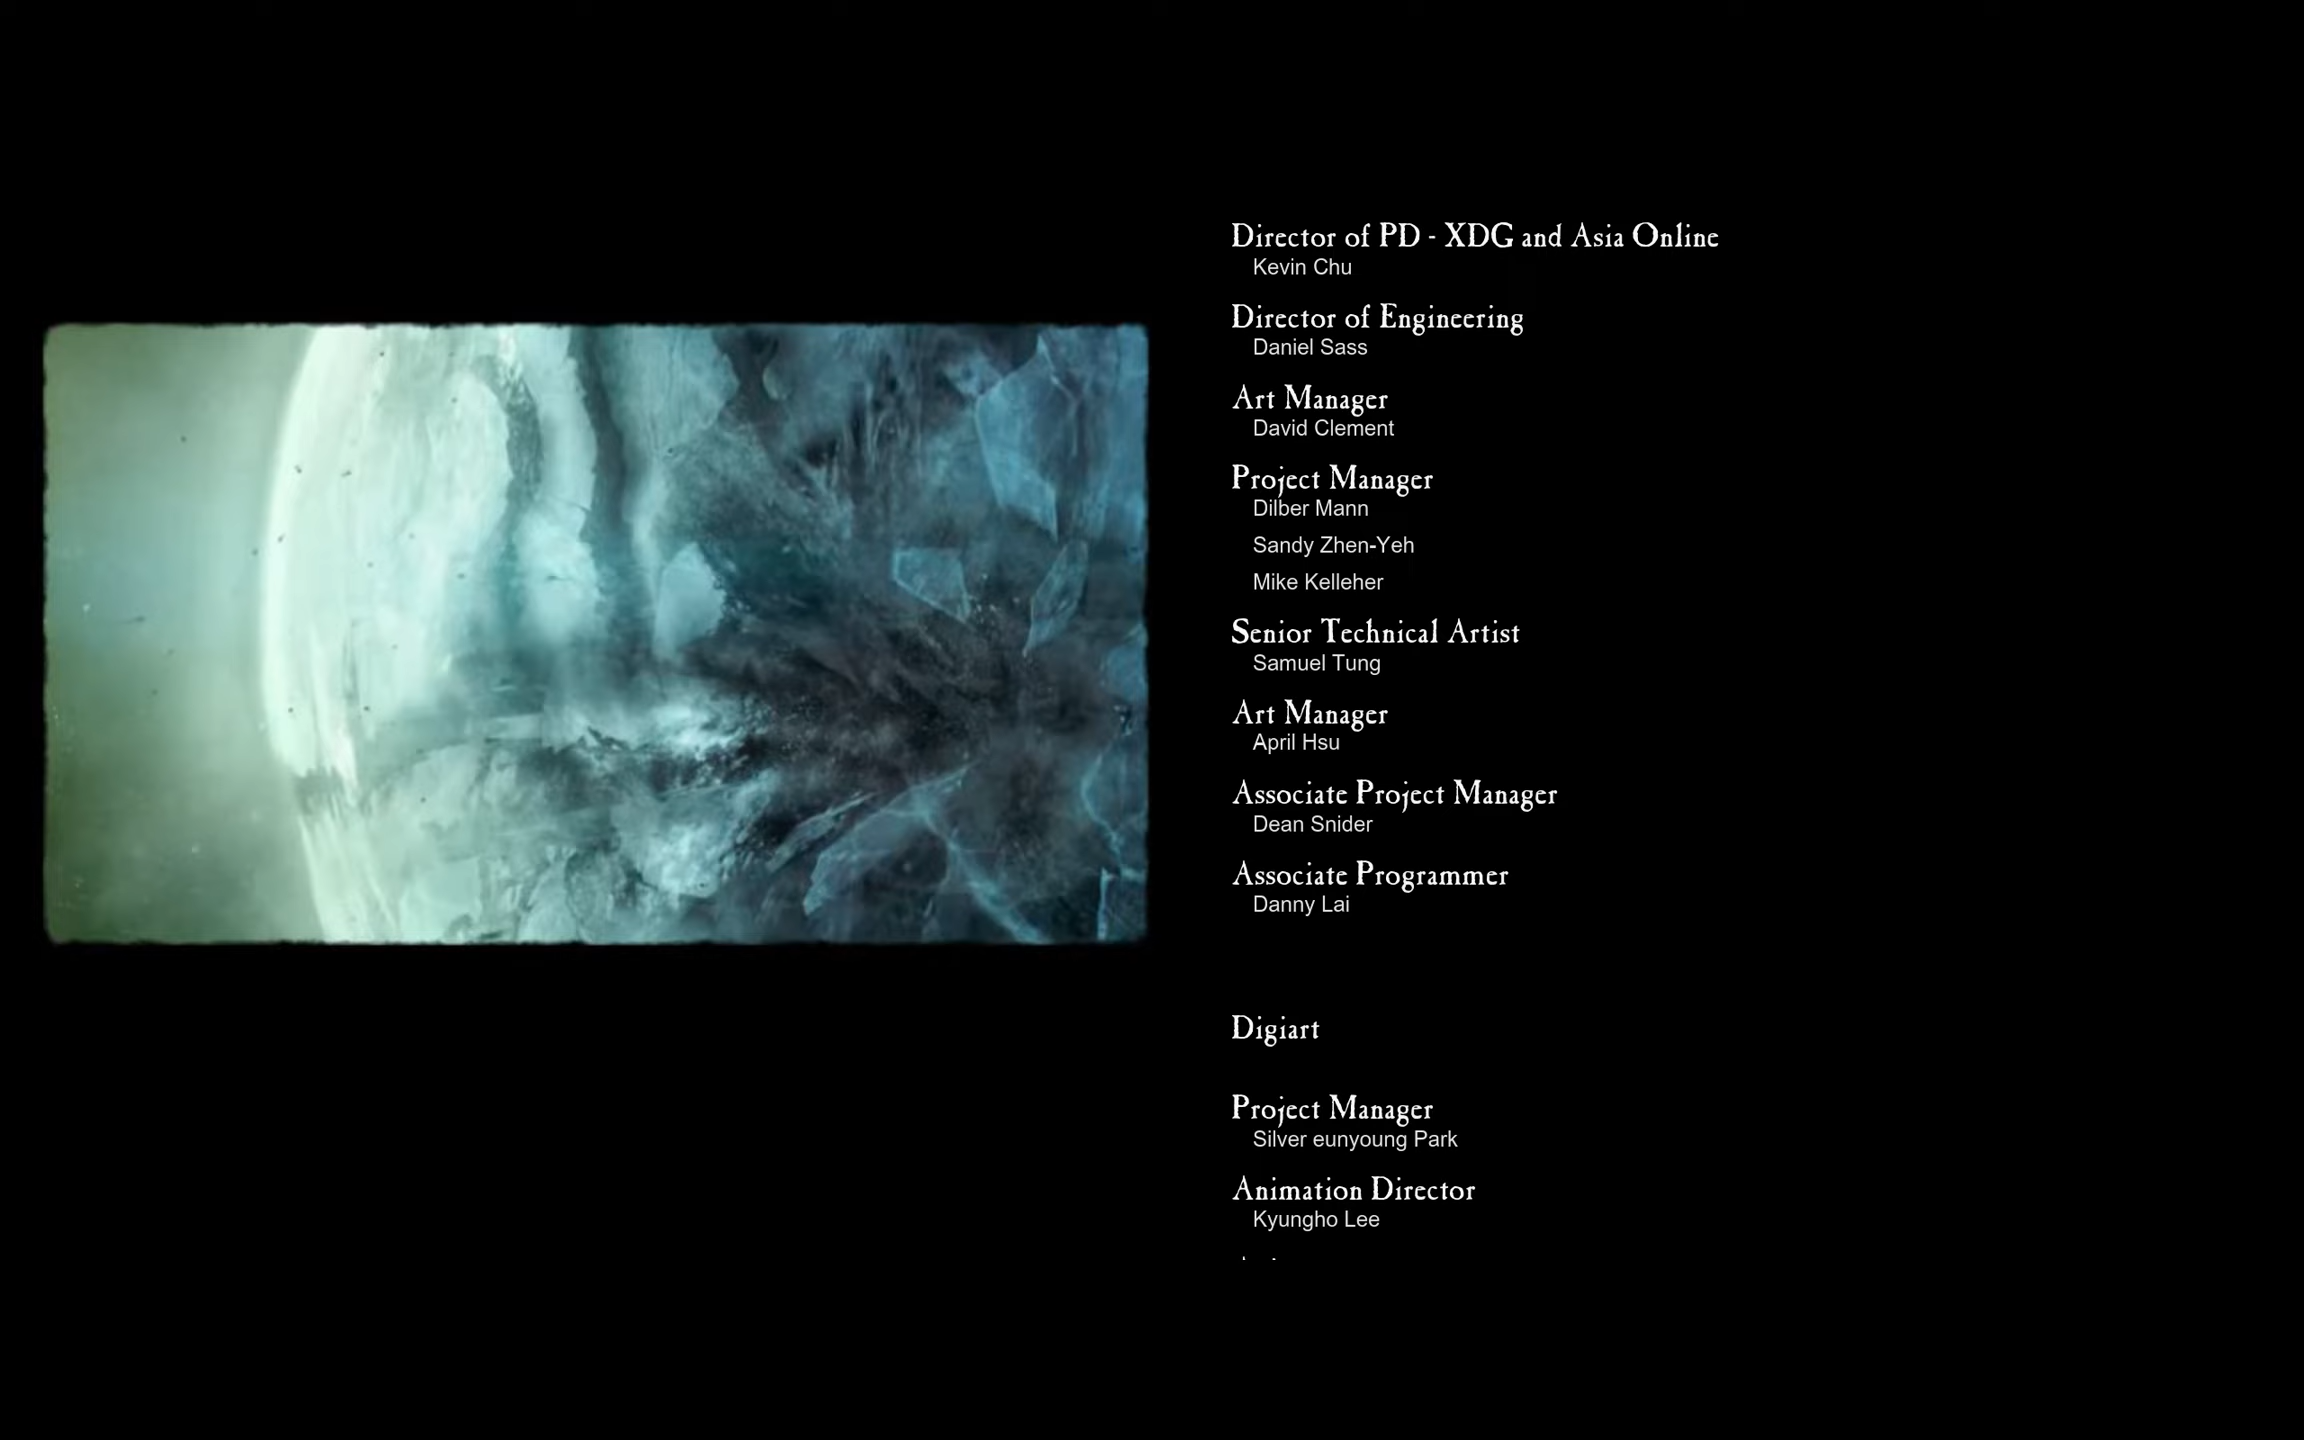 Director of PD - XDG and Asia Online
Kevin Chu
Director of Engineering
Daniel Sass
Art Manager
David Clement
Project Manager
Dilber Mann
Sandy Zhen-Yeh
Mike Kelleher
Senior Technical Artist
Samuel Tung
Art Manager
April Hsu
Associate Project Manager
Dean Snider
Associate Programmer
Danny Lai
Digiart
Project Manager
Silver eunyoung Park
Animation Director
Kyungho Lee